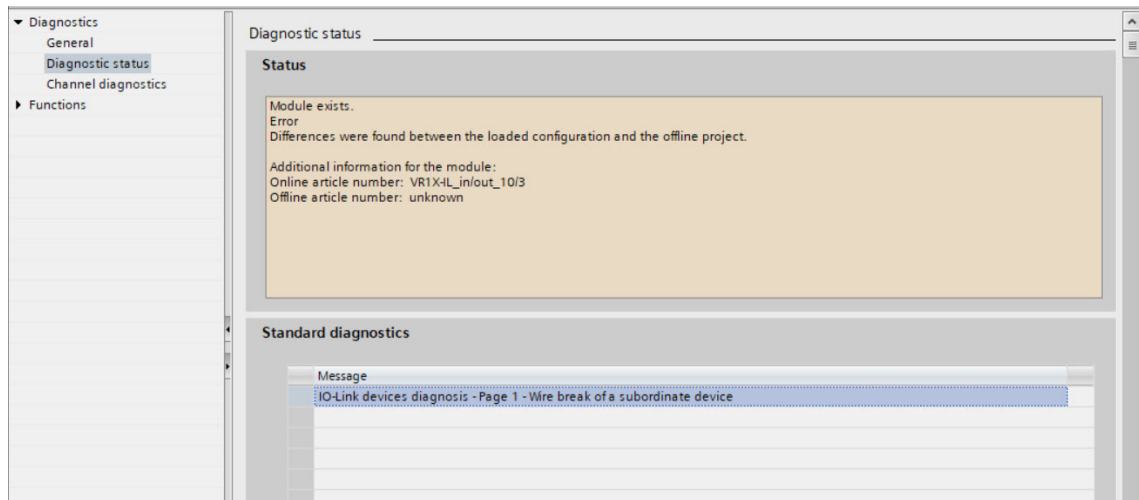 Diagnostics
General
Diagnostic status
Channel diagnostics
Functions
Diagnostic status
Status
Module exists.
Error
Differences were found between the loaded configuration and the offline project.
Additional information for the module:
Online article number: VR1X-IL_in/out_10/3
Offline article number: unknown
Standard diagnostics
Message
IO-Link devices diagnosis - Page 1 - Wire break of a subordinate device